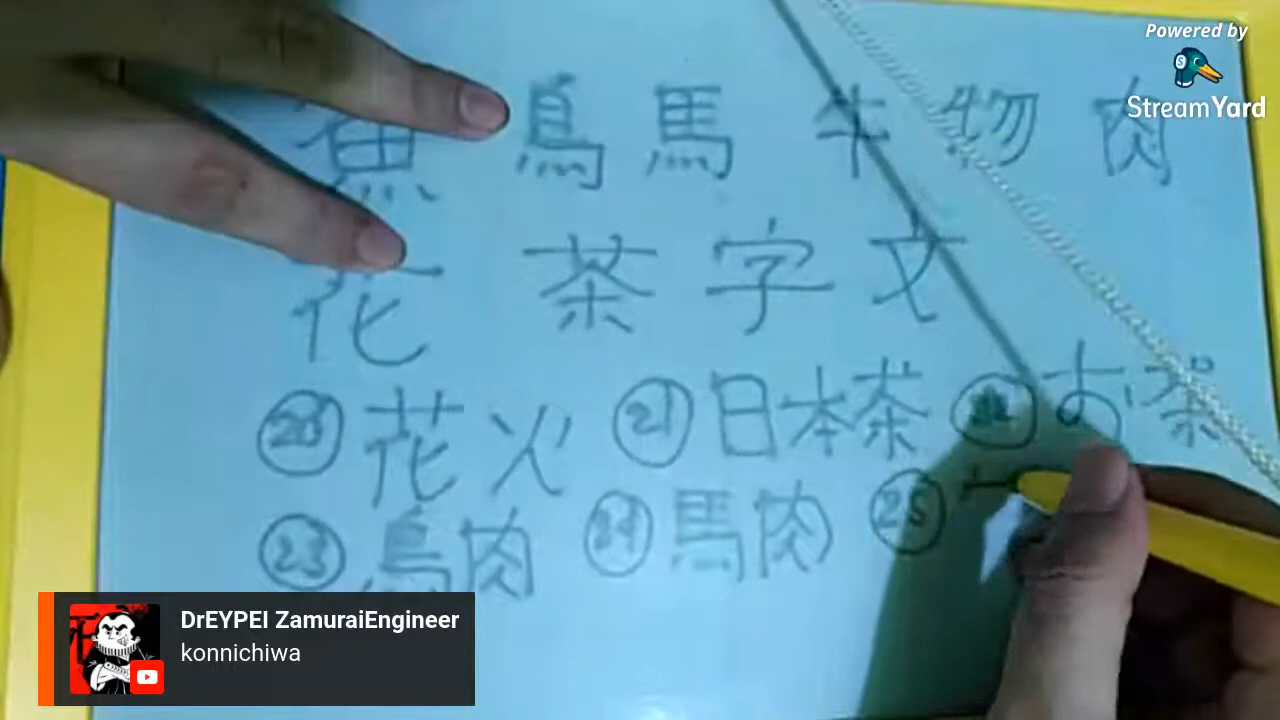 Powered by
StreamYard
魚 鳥 馬 牛 物 肉
花 茶 字 文
20 花火 21 日本茶 22 お茶
23 鳥肉 24 馬肉 25
DrEYPEI ZamuraiEngineer
konnichiwa